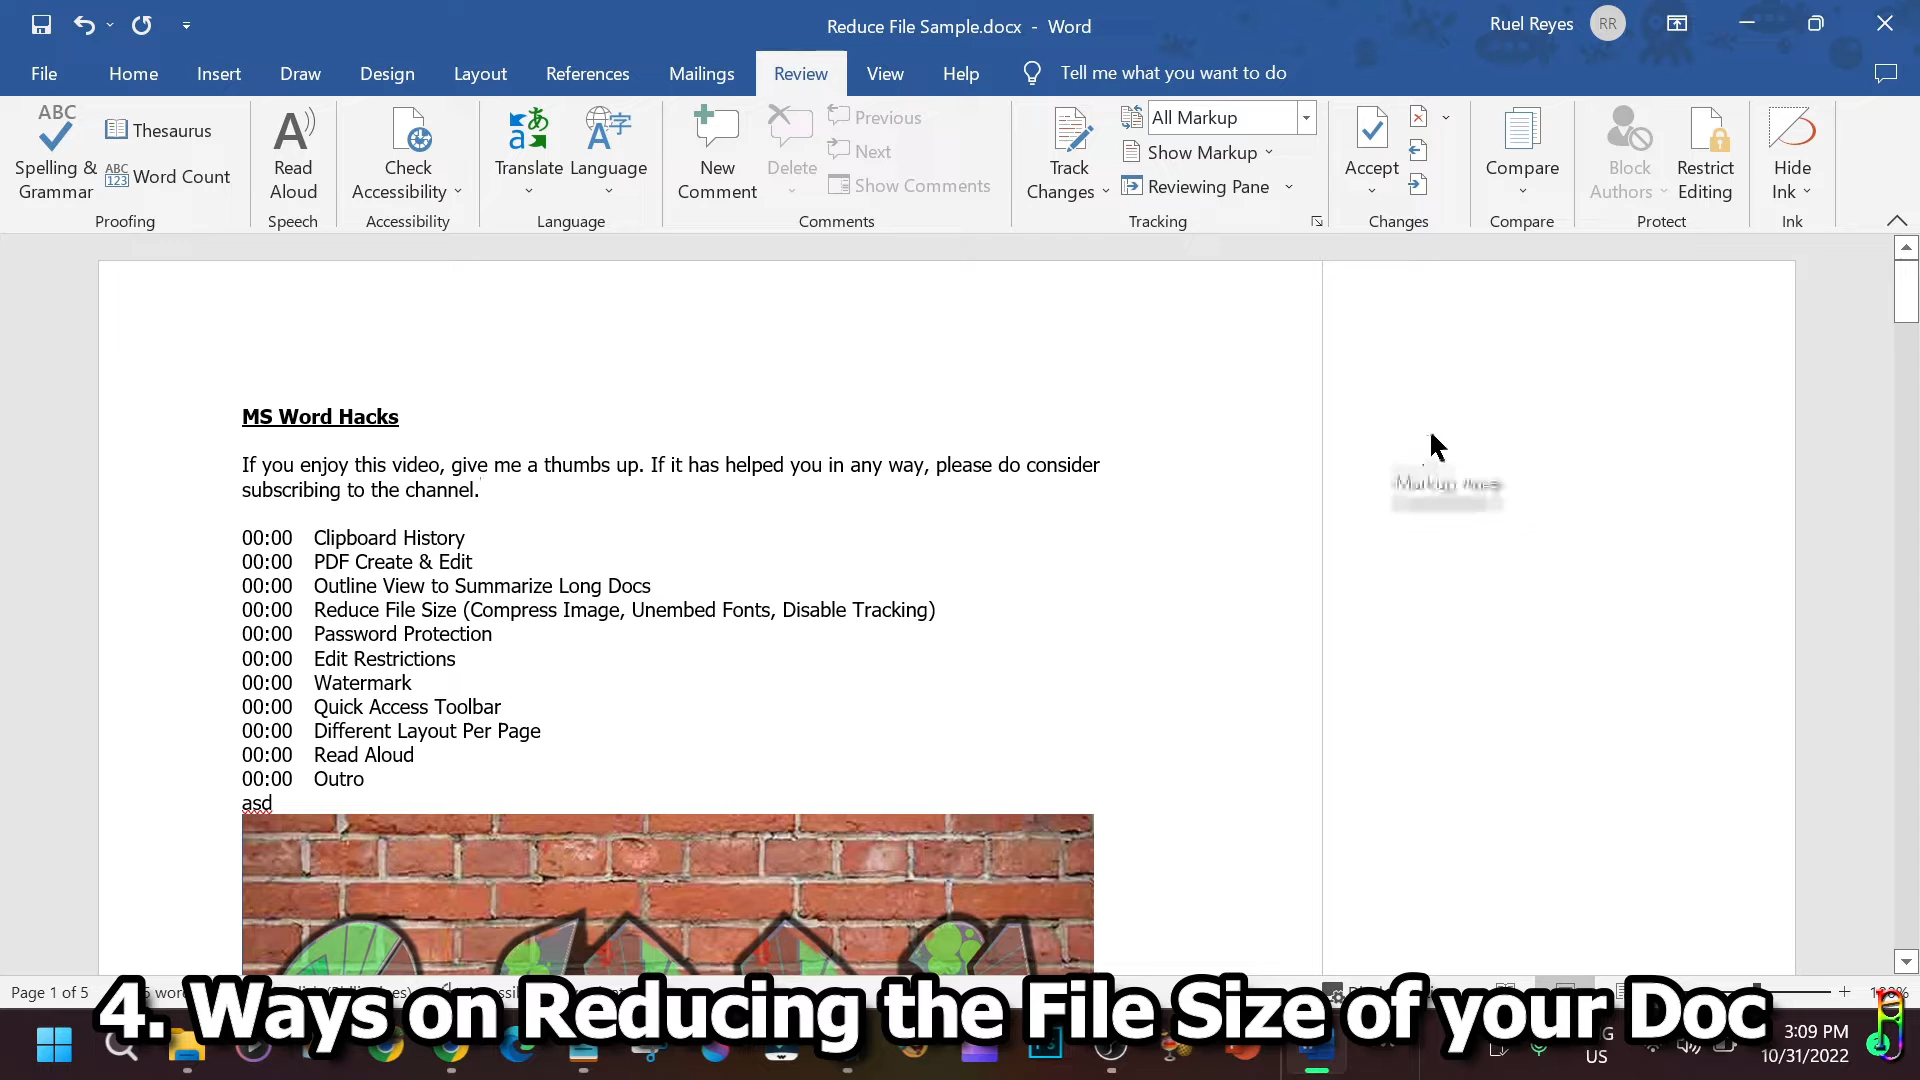 Reduce File Sample.docx - Word
Ruel Reyes RR
File Home Insert Draw Design Layout References Mailings Review View Help Tell me what you want to do
ABC
Spelling & Grammar
Thesaurus
ABC 123 Word Count
Proofing
Read Aloud
Speech
Check Accessibility
Accessibility
Translate
Language
Language
New Comment
Delete
Previous
Next
Show Comments
Comments
Track Changes
All Markup
Show Markup
Reviewing Pane
Tracking
Accept
Changes
Compare
Compare
Block Authors
Restrict Editing
Protect
Hide Ink
Ink
MS Word Hacks
If you enjoy this video, give me a thumbs up. If it has helped you in any way, please do consider
subscribing to the channel.
00:00 Clipboard History
00:00 PDF Create & Edit
00:00 Outline View to Summarize Long Docs
00:00 Reduce File Size (Compress Image, Unembed Fonts, Disable Tracking)
00:00 Password Protection
00:00 Edit Restrictions
00:00 Watermark
00:00 Quick Access Toolbar
00:00 Different Layout Per Page
00:00 Read Aloud
00:00 Outro
asd
Page 1 of 5
4. Ways on Reducing the File Size of your Doc
US
3:09 PM
10/31/2022